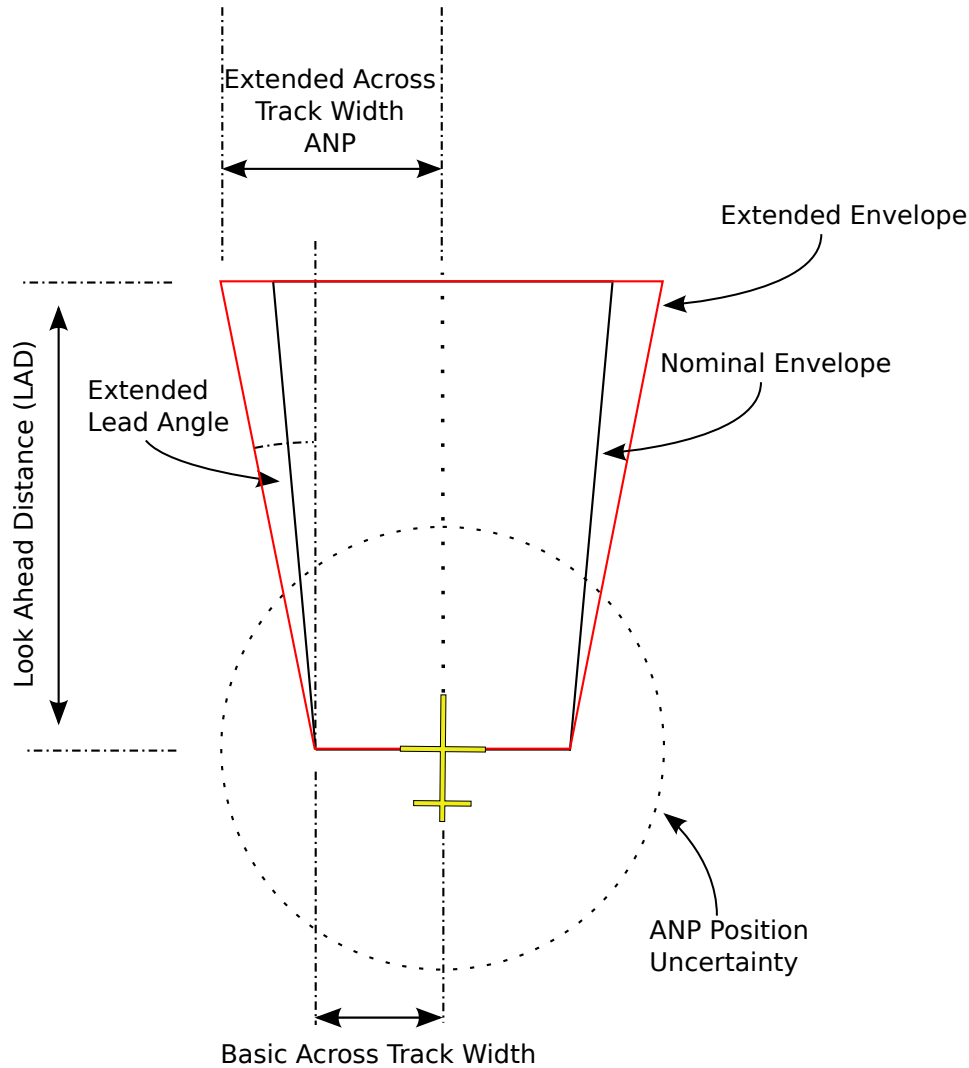 Extended Across
Track Width
ANP
Extended Envelope
Nominal Envelope
Extended
Lead Angle
Look Ahead Distance (LAD)
ANP Position
Uncertainty
Basic Across Track Width